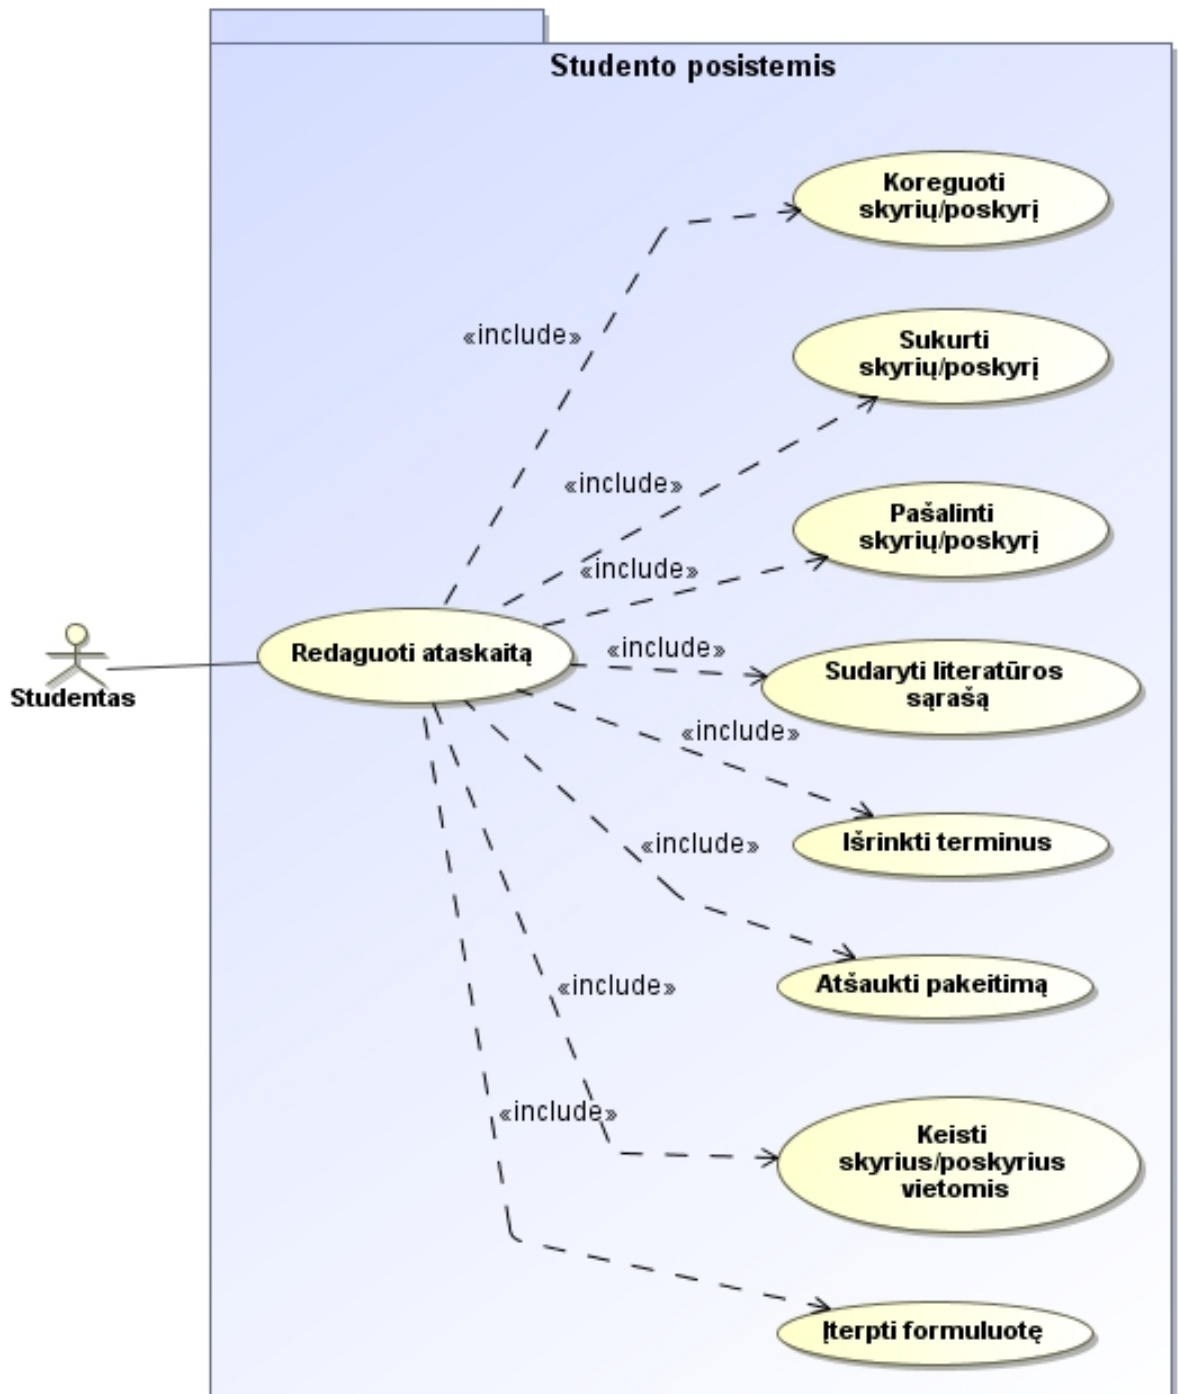 Studento posistemis
Koreguoti
skyrių/poskyrį
«include»
Sukurti
skyrių/poskyrį
«include»
Pašalinti
skyrių/poskyrį
«include»
Redaguoti ataskaitą
Studentas
«include»
Sudaryti literatūros
sąrašą
«include»
Išrinkti terminus
«include»
Atšaukti pakeitimą
«include»
Keisti
skyrius/poskyrius
vietomis
«include»
Įterpti formuluotę